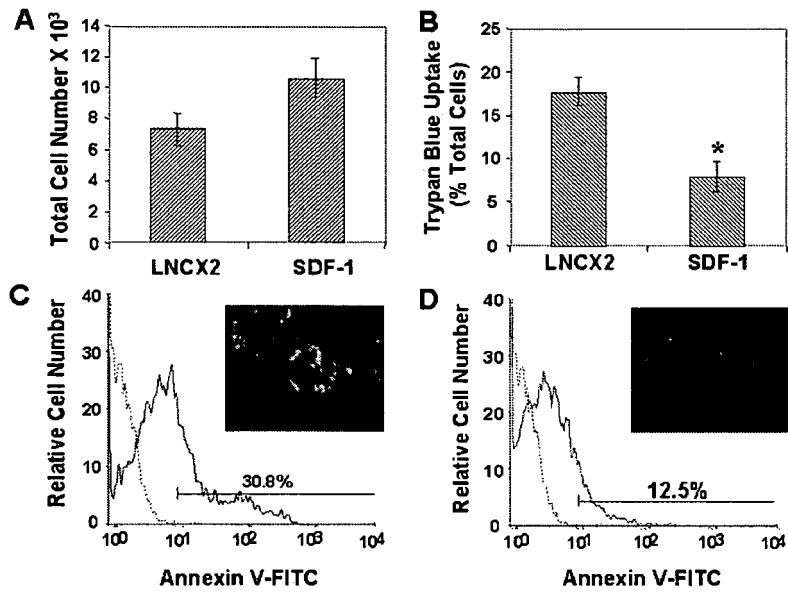 A
Total Cell Number X 10³
14
12
10
8
6
4
2
0
LNCX2 SDF-1
B
Trypan Blue Uptake
(% Total Cells)
25
20
15
10
5
0
*
LNCX2 SDF-1
C
Relative Cell Number
40
30
20
10
0
30.8%
10⁰ 10¹ 10² 10³ 10⁴
Annexin V-FITC
D
Relative Cell Number
40
30
20
10
0
12.5%
10⁰ 10¹ 10² 10³ 10⁴
Annexin V-FITC